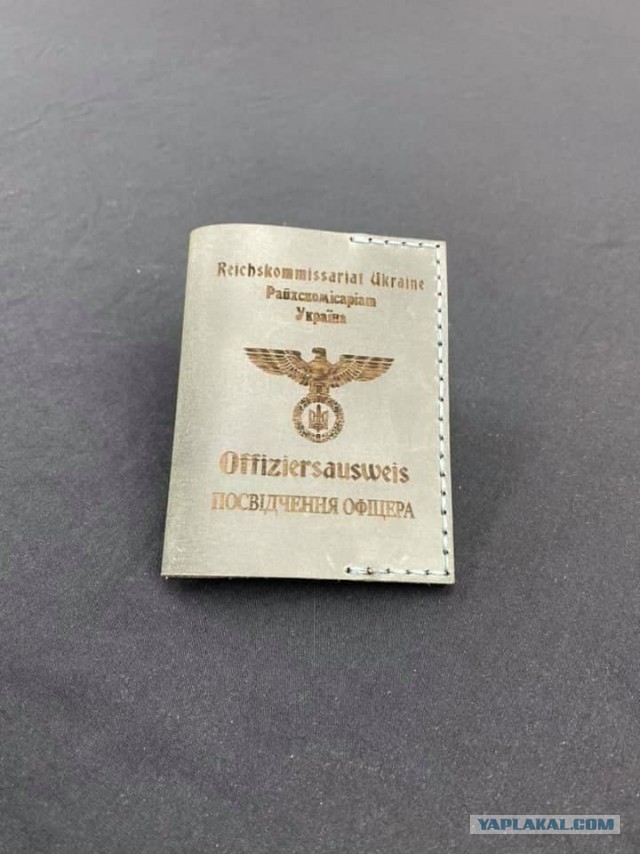 Reichskommissariat Ukraine
Райхскомісаріат
Україна
Offiziersausweis
ПОСВІДЧЕННЯ ОФІЦЕРА
YAPLAKAL.COM